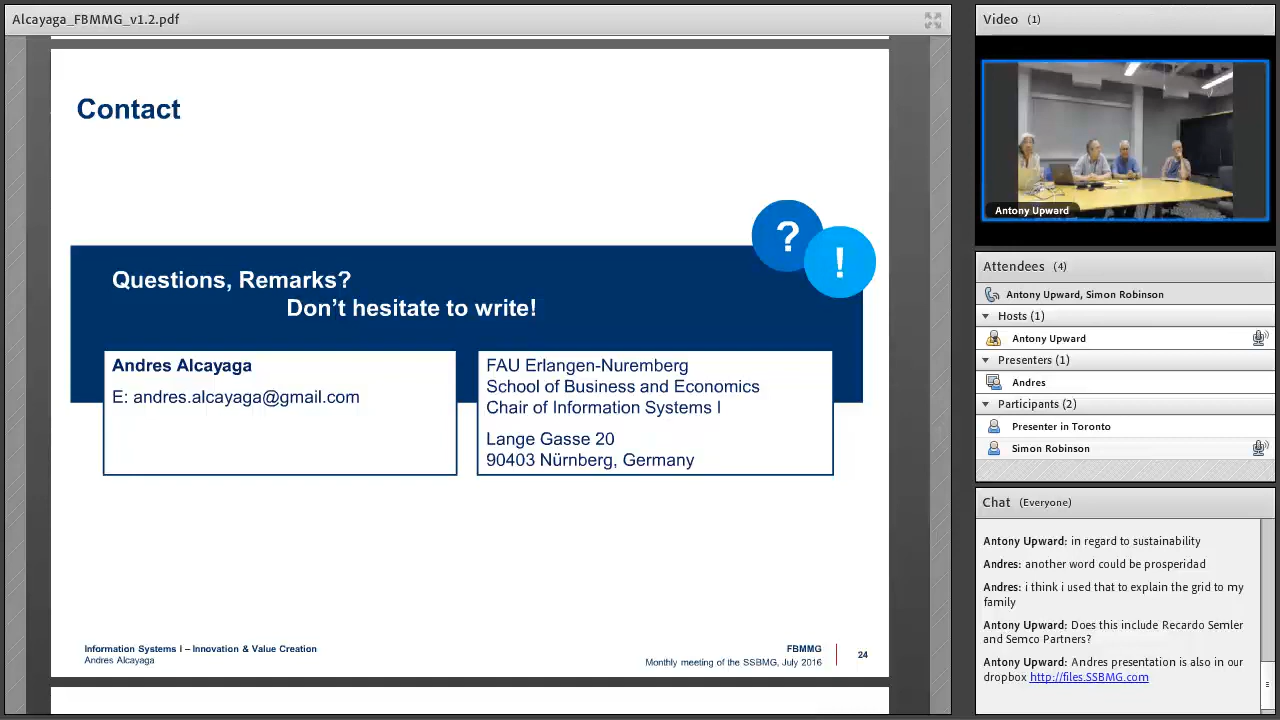 Alcayaga_FBMMG_v1.2.pdf
Contact
?
!
Questions, Remarks?
Don’t hesitate to write!
Andres Alcayaga
E: andres.alcayaga@gmail.com
FAU Erlangen-Nuremberg
School of Business and Economics
Chair of Information Systems I
Lange Gasse 20
90403 Nürnberg, Germany
Information Systems I – Innovation & Value Creation
Andres Alcayaga
FBMMG
Monthly meeting of the SSBMG, July 2016
24
Video (1)
Antony Upward
Attendees (4)
Antony Upward, Simon Robinson
Hosts (1)
Antony Upward
Presenters (1)
Andres
Participants (2)
Presenter in Toronto
Simon Robinson
Chat (Everyone)
Antony Upward: in regard to sustainability
Andres: another word could be prosperidad
Andres: i think i used that to explain the grid to my
family
Antony Upward: Does this include Recardo Semler
and Semco Partners?
Antony Upward: Andres presentation is also in our
dropbox http://files.SSBMG.com